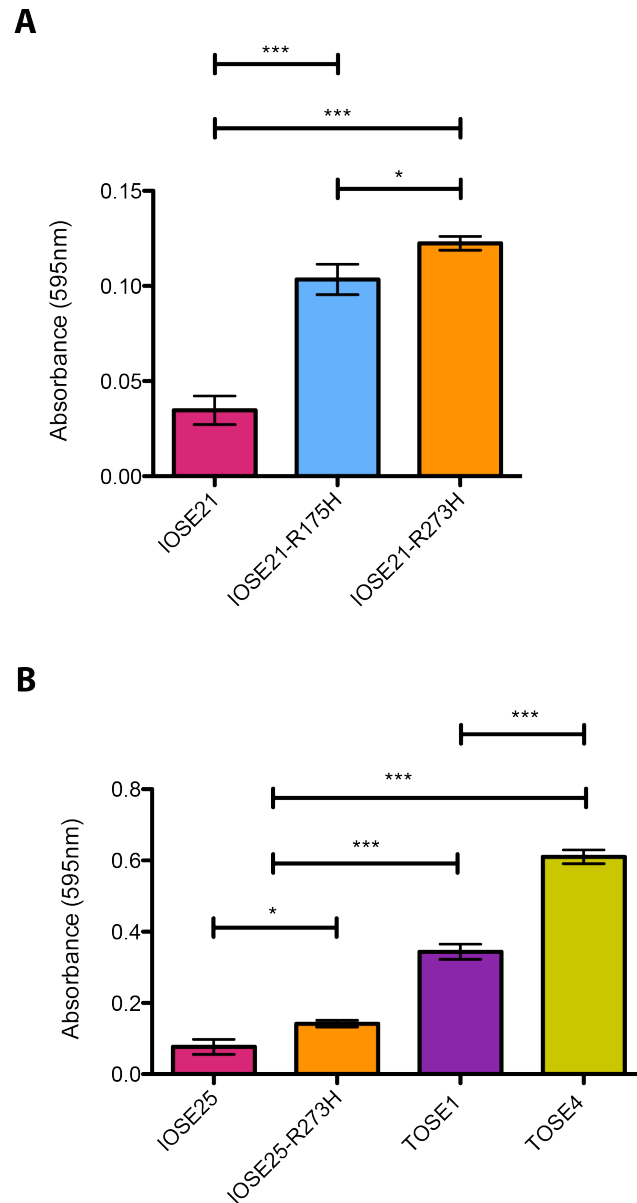 A
***
***
*
0.15
0.10
0.05
0.00
Absorbance (595nm)
IOSE21
IOSE21-R175H
IOSE21-R273H
B
***
***
***
*
0.8
0.6
0.4
0.2
0.0
Absorbance (595nm)
IOSE25
IOSE25-R273H
TOSE1
TOSE4